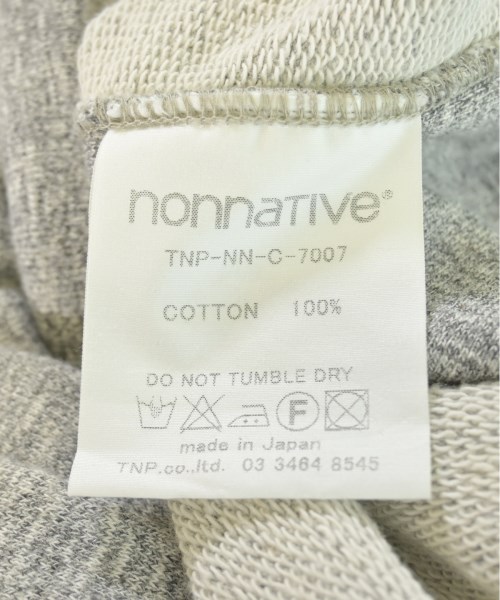 nonnative®
TNP-NN-C-7007
COTTON 100%
DO NOT TUMBLE DRY
F
made in Japan
TNP.co.,ltd. 03 3464 8545